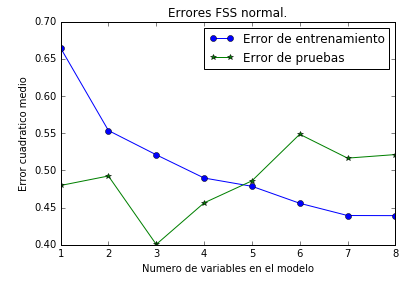 Errores FSS normal.
0.70
0.65
0.60
0.55
0.50
0.45
0.40
Error cuadratico medio
Error de entrenamiento
Error de pruebas
1 2 3 4 5 6 7 8
Numero de variables en el modelo